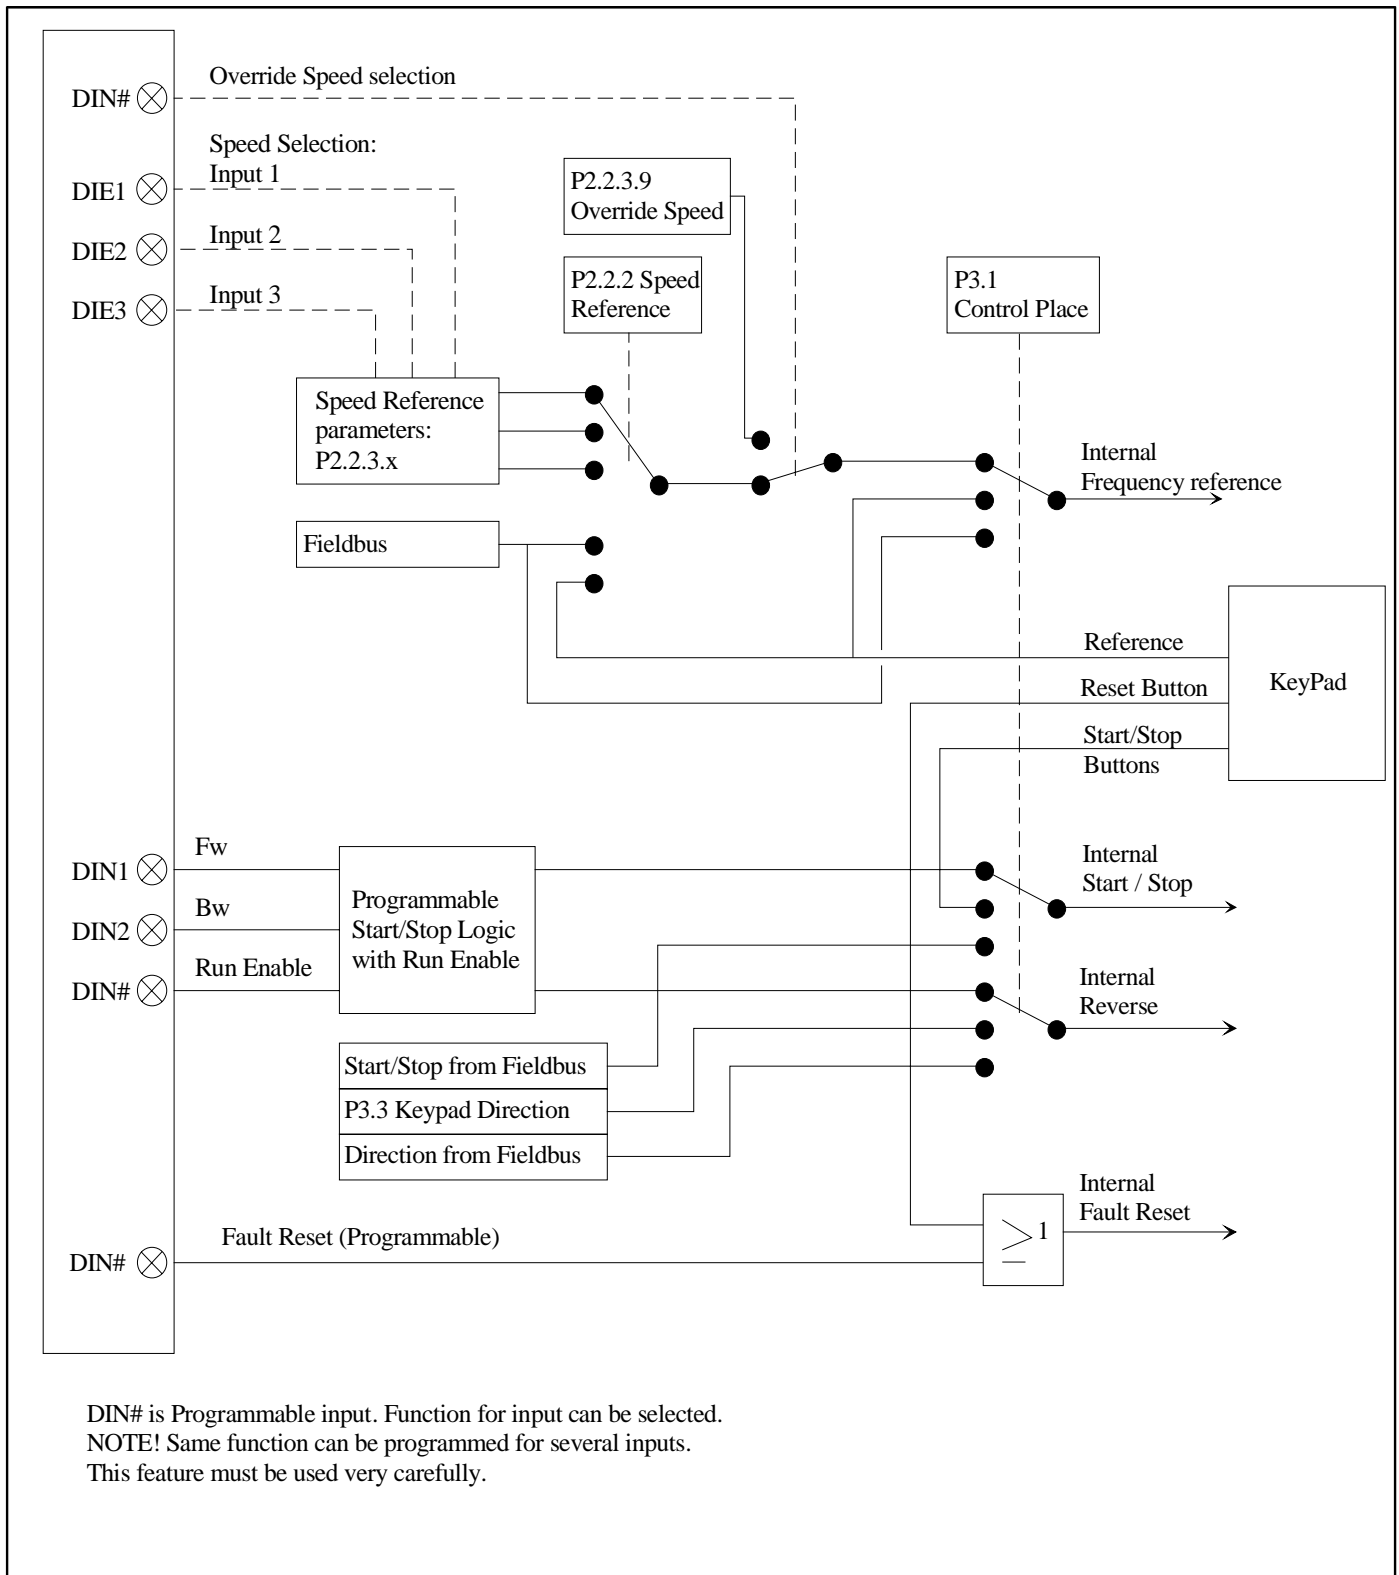 Override Speed selection
DIN#
Speed Selection:
Input 1
DIE1
Input 2
DIE2
Input 3
DIE3
P2.2.3.9
Override Speed
P2.2.2 Speed
Reference
P3.1
Control Place
Speed Reference
parameters:
P2.2.3.x
Internal
Frequency reference
Fieldbus
Reference
Reset Button
KeyPad
Start/Stop
Buttons
Fw
DIN1
Bw
DIN2
Run Enable
DIN#
Programmable
Start/Stop Logic
with Run Enable
Internal
Start / Stop
Internal
Reverse
Start/Stop from Fieldbus
P3.3 Keypad Direction
Direction from Fieldbus
Internal
Fault Reset
≥ 1
Fault Reset (Programmable)
DIN#
DIN# is Programmable input. Function for input can be selected.
NOTE! Same function can be programmed for several inputs.
This feature must be used very carefully.